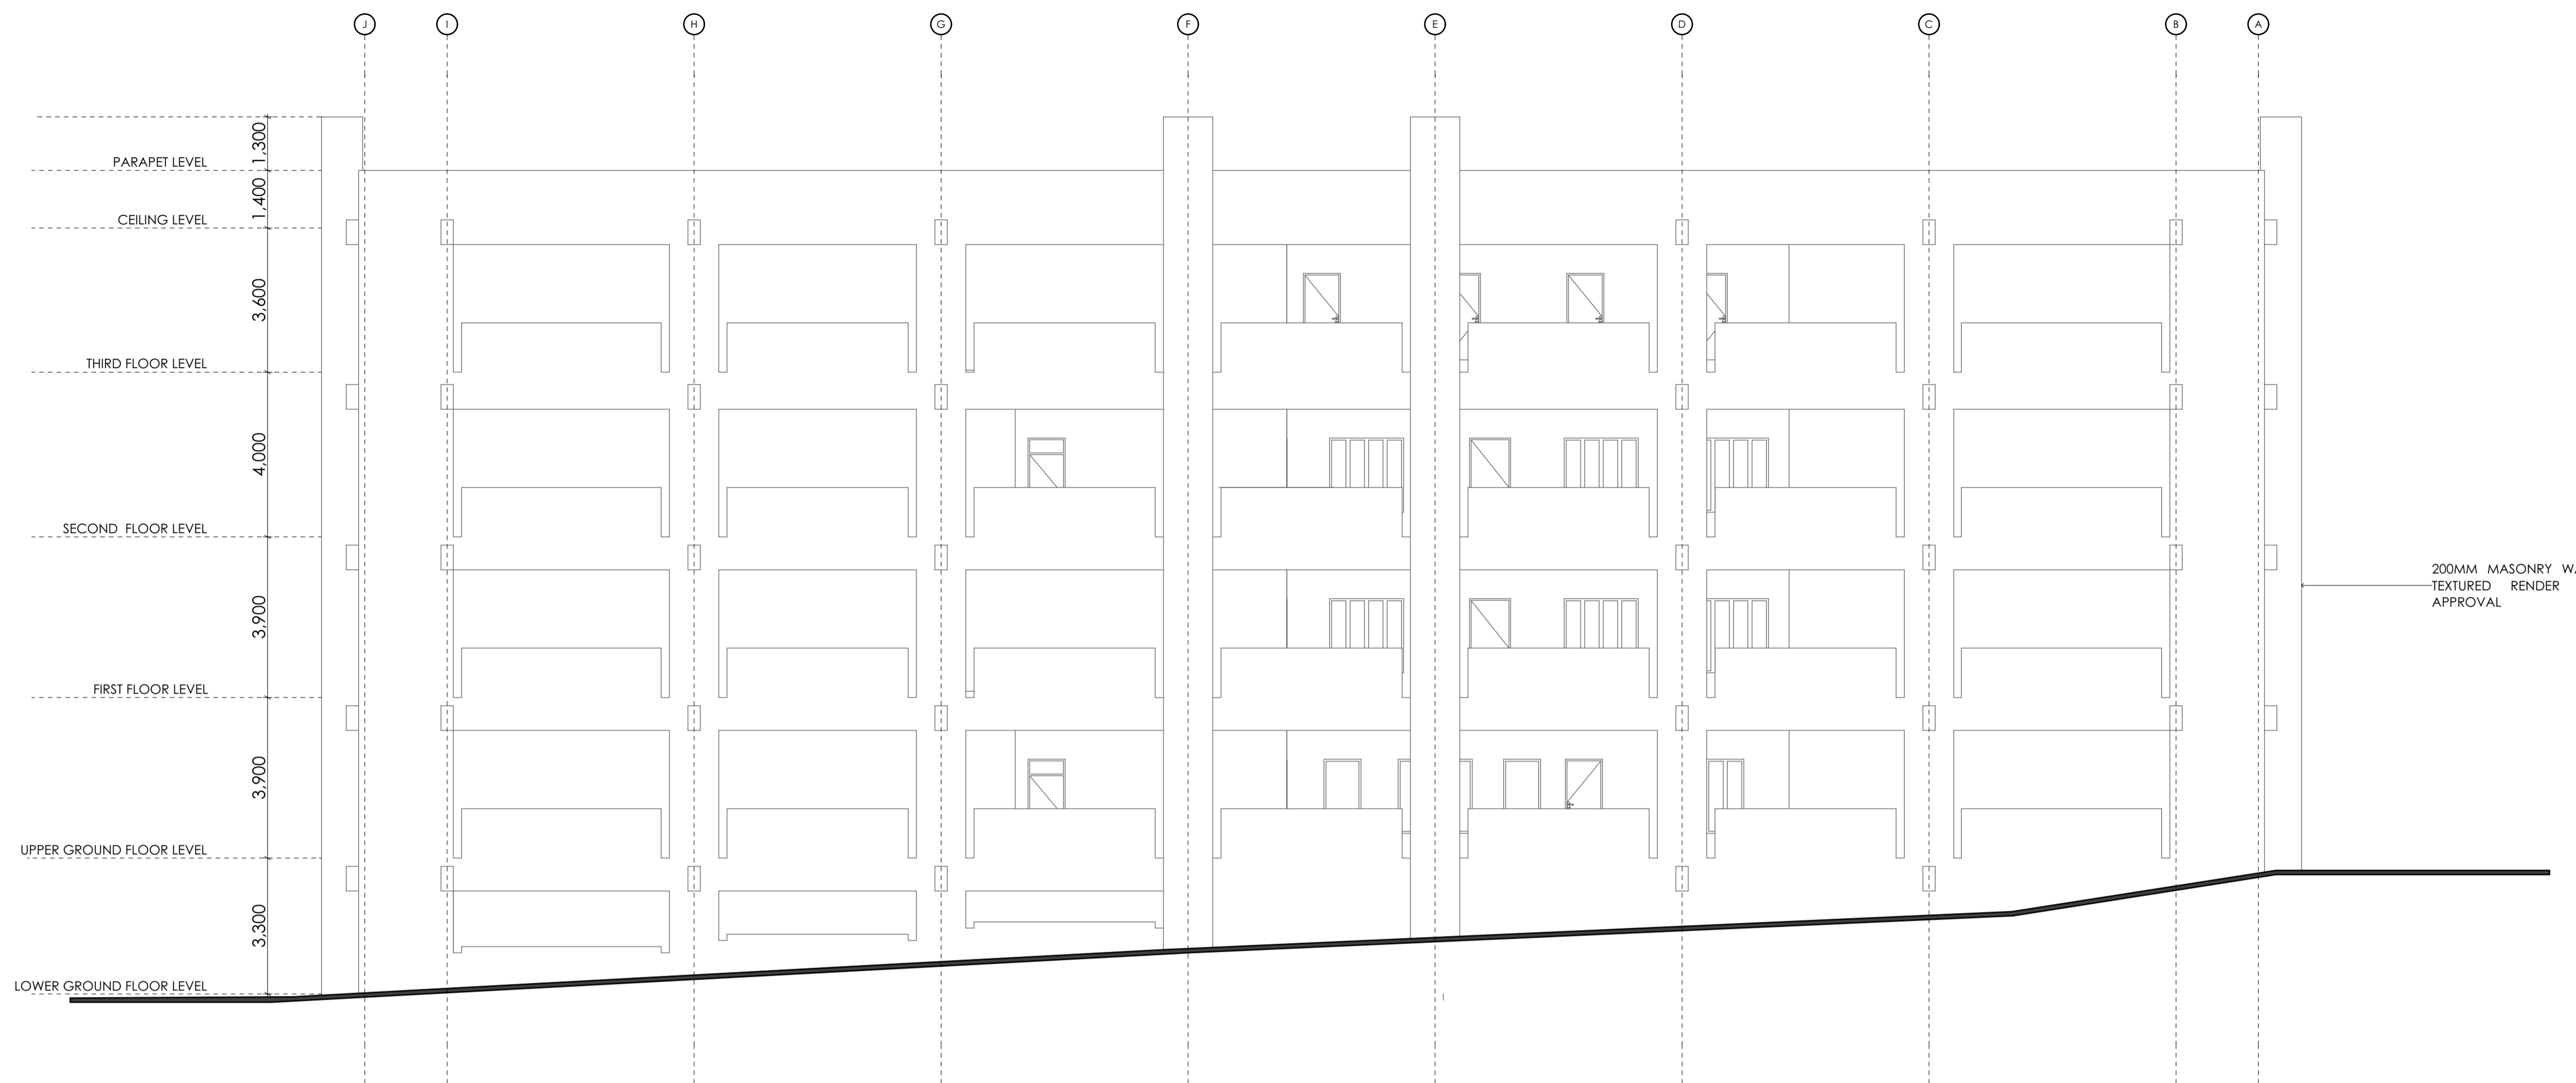 J I H G F E D C B A
1,300
PARAPET LEVEL
1,400
CEILING LEVEL
3,600
THIRD FLOOR LEVEL
4,000
SECOND FLOOR LEVEL
200MM MASONRY
TEXTURED RENDER
APPROVAL
3,900
FIRST FLOOR LEVEL
3,900
UPPER GROUND FLOOR LEVEL
3,300
LOWER GROUND FLOOR LEVEL